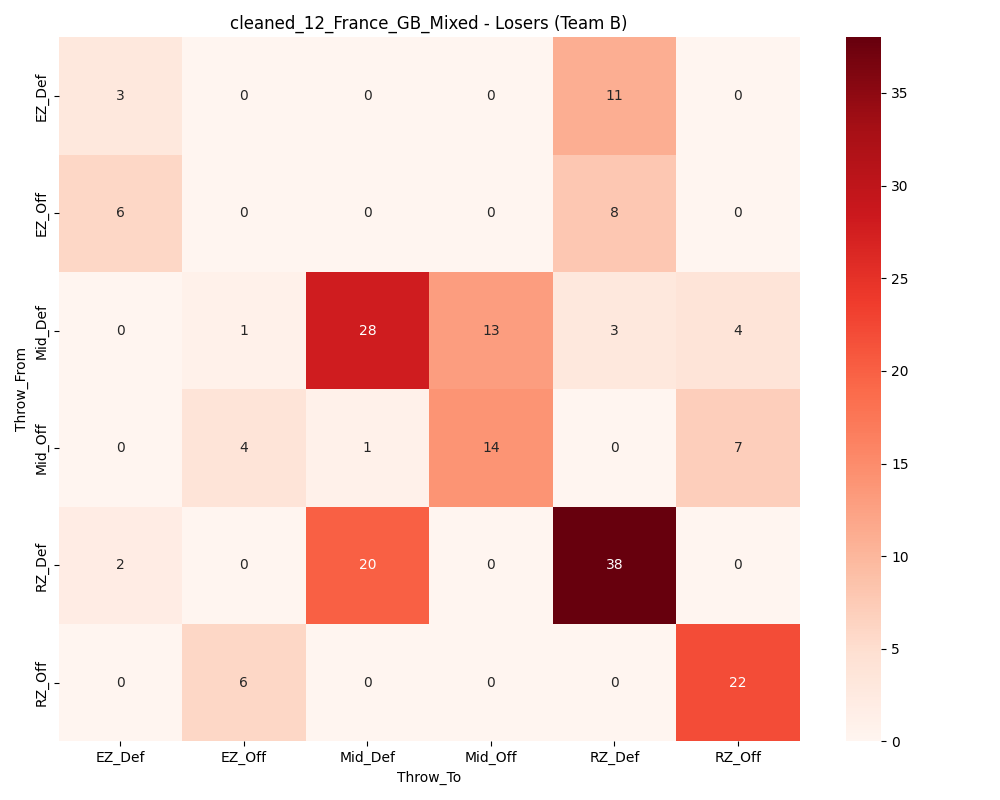 cleaned_12_France_GB_Mixed - Losers (Team B)
Throw_From
EZ_Def 3 0 0 0 11 0
EZ_Off 6 0 0 0 8 0
Mid_Def 0 1 28 13 3 4
Mid_Off 0 4 1 14 0 7
RZ_Def 2 0 20 0 38 0
RZ_Off 0 6 0 0 0 22
EZ_Def EZ_Off Mid_Def Mid_Off RZ_Def RZ_Off
Throw_To
35
30
25
20
15
10
5
0